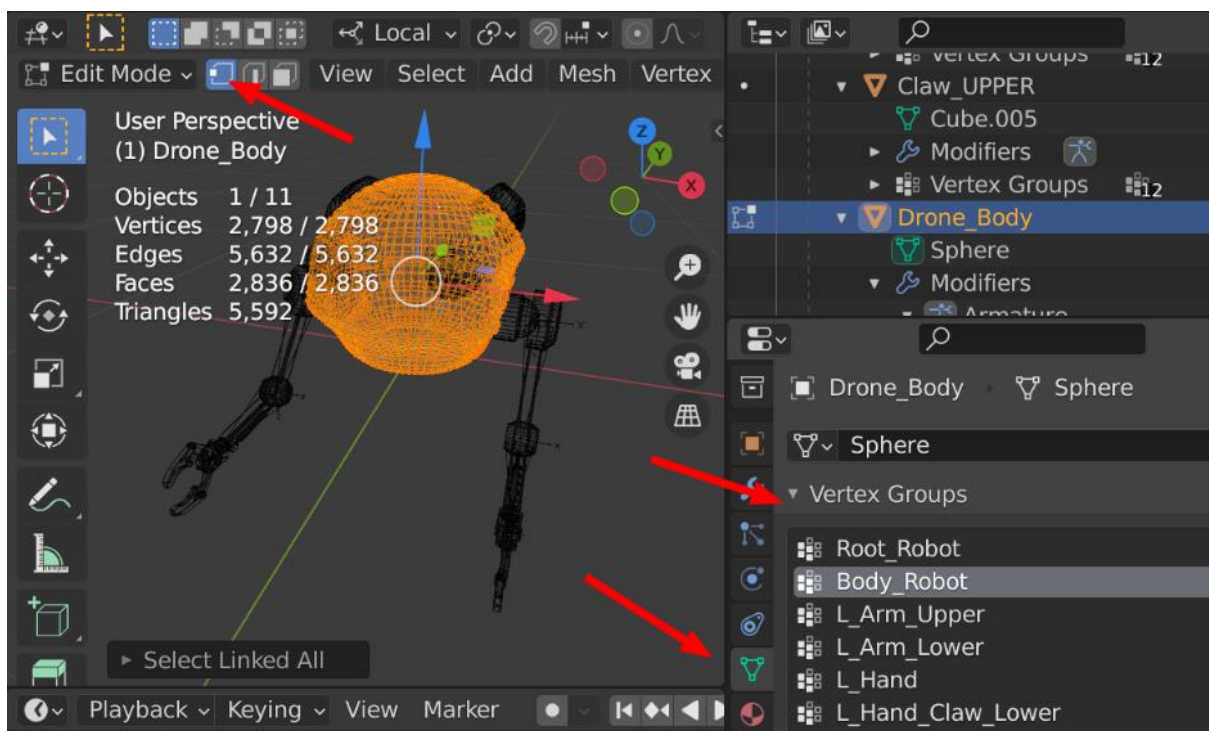 Local
Edit Mode
View Select Add Mesh Vertex
User Perspective
(1) Drone_Body
Objects 1 / 11
Vertices 2,798 / 2,798
Edges 5,632 / 5,632
Faces 2,836 / 2,836
Triangles 5,592
Z
Y
X
Select Linked All
Playback Keying View Marker
Vertex Groups 12
Claw_UPPER
Cube.005
Modifiers
Vertex Groups 12
Drone_Body
Sphere
Modifiers
Armature
Drone_Body Sphere
Sphere
Vertex Groups
Root_Robot
Body_Robot
L_Arm_Upper
L_Arm_Lower
L_Hand
L_Hand_Claw_Lower